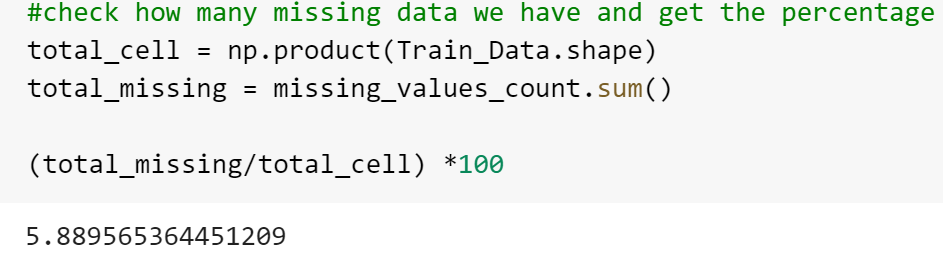 #check how many missing data we have and get the percentage
total_cell = np.product(Train_Data.shape)
total_missing = missing_values_count.sum()
(total_missing/total_cell) *100
5.889565364451209